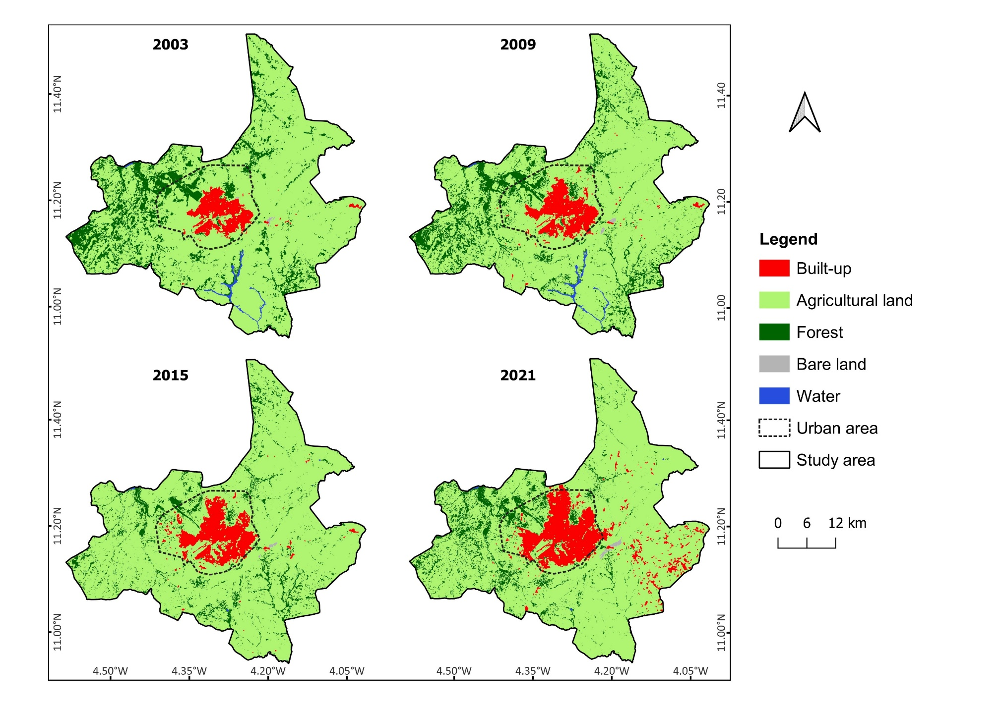 2003
2009
11.40°N
11.20°N
11.00°N
11.40
11.20
11.00
2015
2021
11.40°N
11.20°N
11.00°N
11.40°N
11.20°N
11.00°N
4.50°W 4.35°W 4.20°W 4.05°W
4.50°W 4.35°W 4.20°W 4.05°W
Legend
Built-up
Agricultural land
Forest
Bare land
Water
Urban area
Study area
0 6 12 km